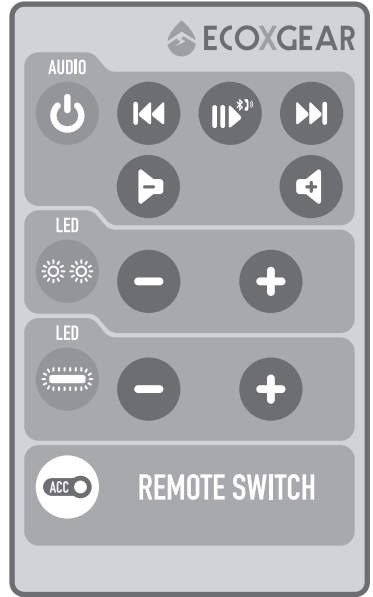 ECOXGEAR
AUDIO
LED
LED
ACC
REMOTE SWITCH